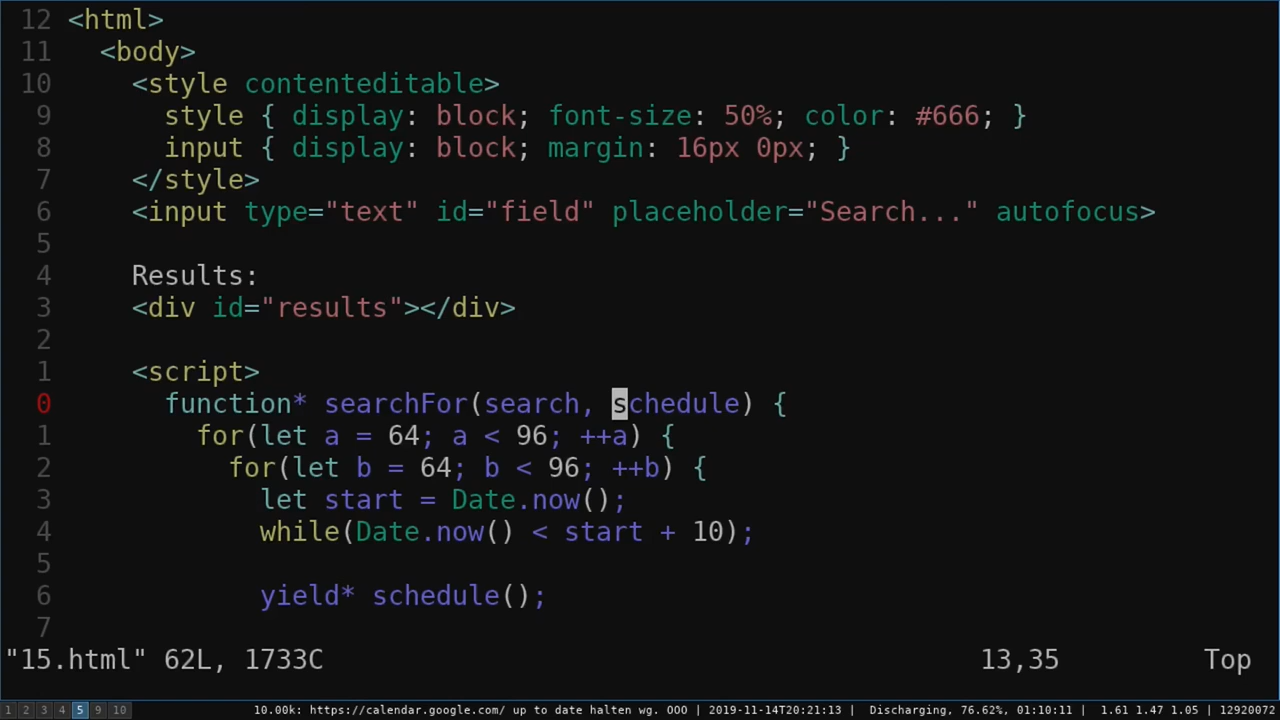 12 <html>
11 <body>
10 <style contenteditable>
9 style { display: block; font-size: 50%; color: #666; }
8 input { display: block; margin: 16px 0px; }
7 </style>
6 <input type="text" id="field" placeholder="Search..." autofocus>
5
4 Results:
3 <div id="results"></div>
2
1 <script>
0 function* searchFor(search, schedule) {
1 for(let a = 64; a < 96; ++a) {
2 for(let b = 64; b < 96; ++b) {
3 let start = Date.now();
4 while(Date.now() < start + 10);
5
6 yield* schedule();
7
"15.html" 62L, 1733C 13,35 Top
1 2 3 4 5 9 10 10.00k: https://calendar.google.com/ up to date halten wg. OOO | 2019-11-14T20:21:13 | Discharging, 76.62%, 01:10:11 | 1.61 1.47 1.05 | 12920072